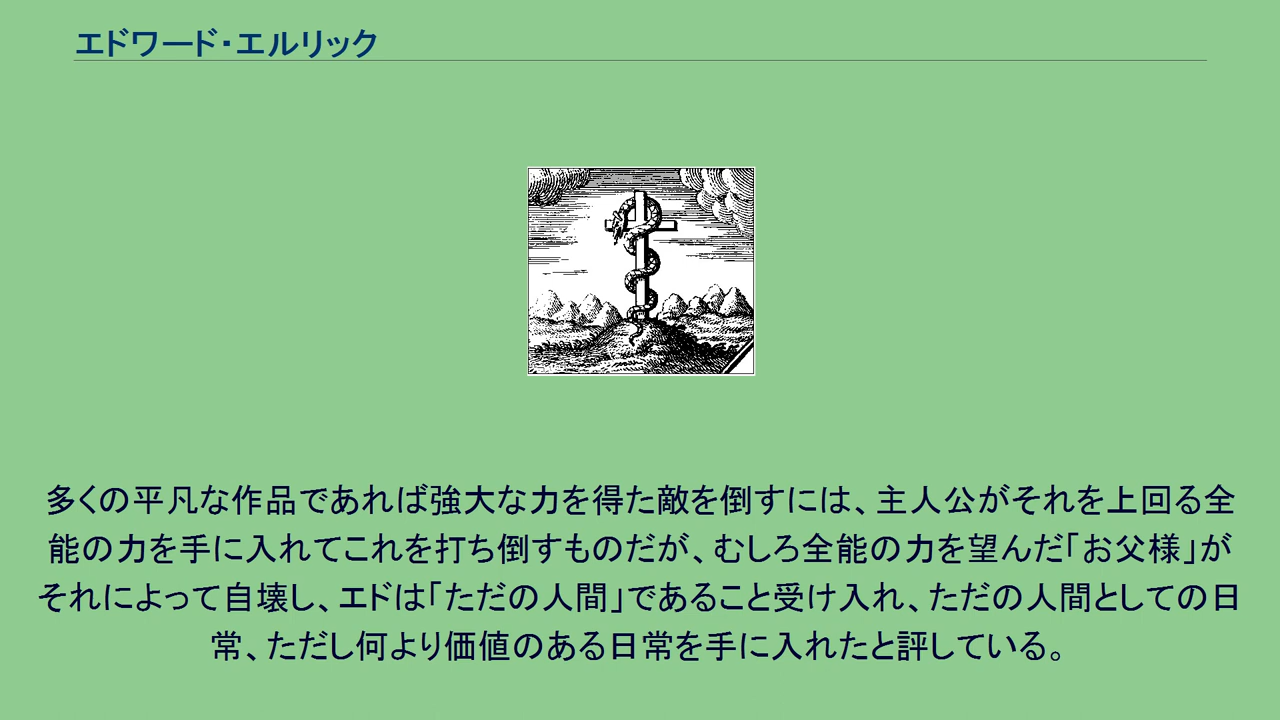 エドワード・エルリック
多くの平凡な作品であれば強大な力を得た敵を倒すには、主人公がそれを上回る全
能の力を手に入れてこれを打ち倒すものだが、むしろ全能の力を望んだ「お父様」が
それによって自壊し、エドは「ただの人間」であること受け入れ、ただの人間としての日
常、ただし何より価値のある日常を手に入れたと評している。